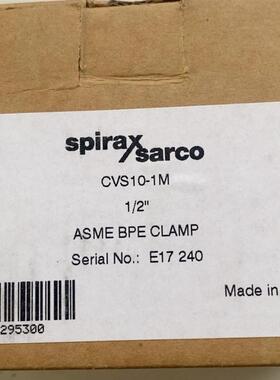 spirax
sarco
CVS10-1M
1/2"
ASME BPE CLAMP
Serial No.: E17 240
Made in
295300